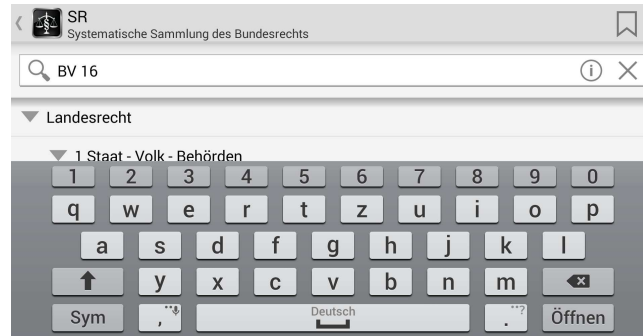 SR
Systematische Sammlung des Bundesrechts
BV 16
Landesrecht
1 Staat - Volk - Behörden
1 2 3 4 5 6 7 8 9 0
q w e r t z u i o p
a s d f g h j k l
y x c v b n m
Sym , Deutsch . ? Öffnen